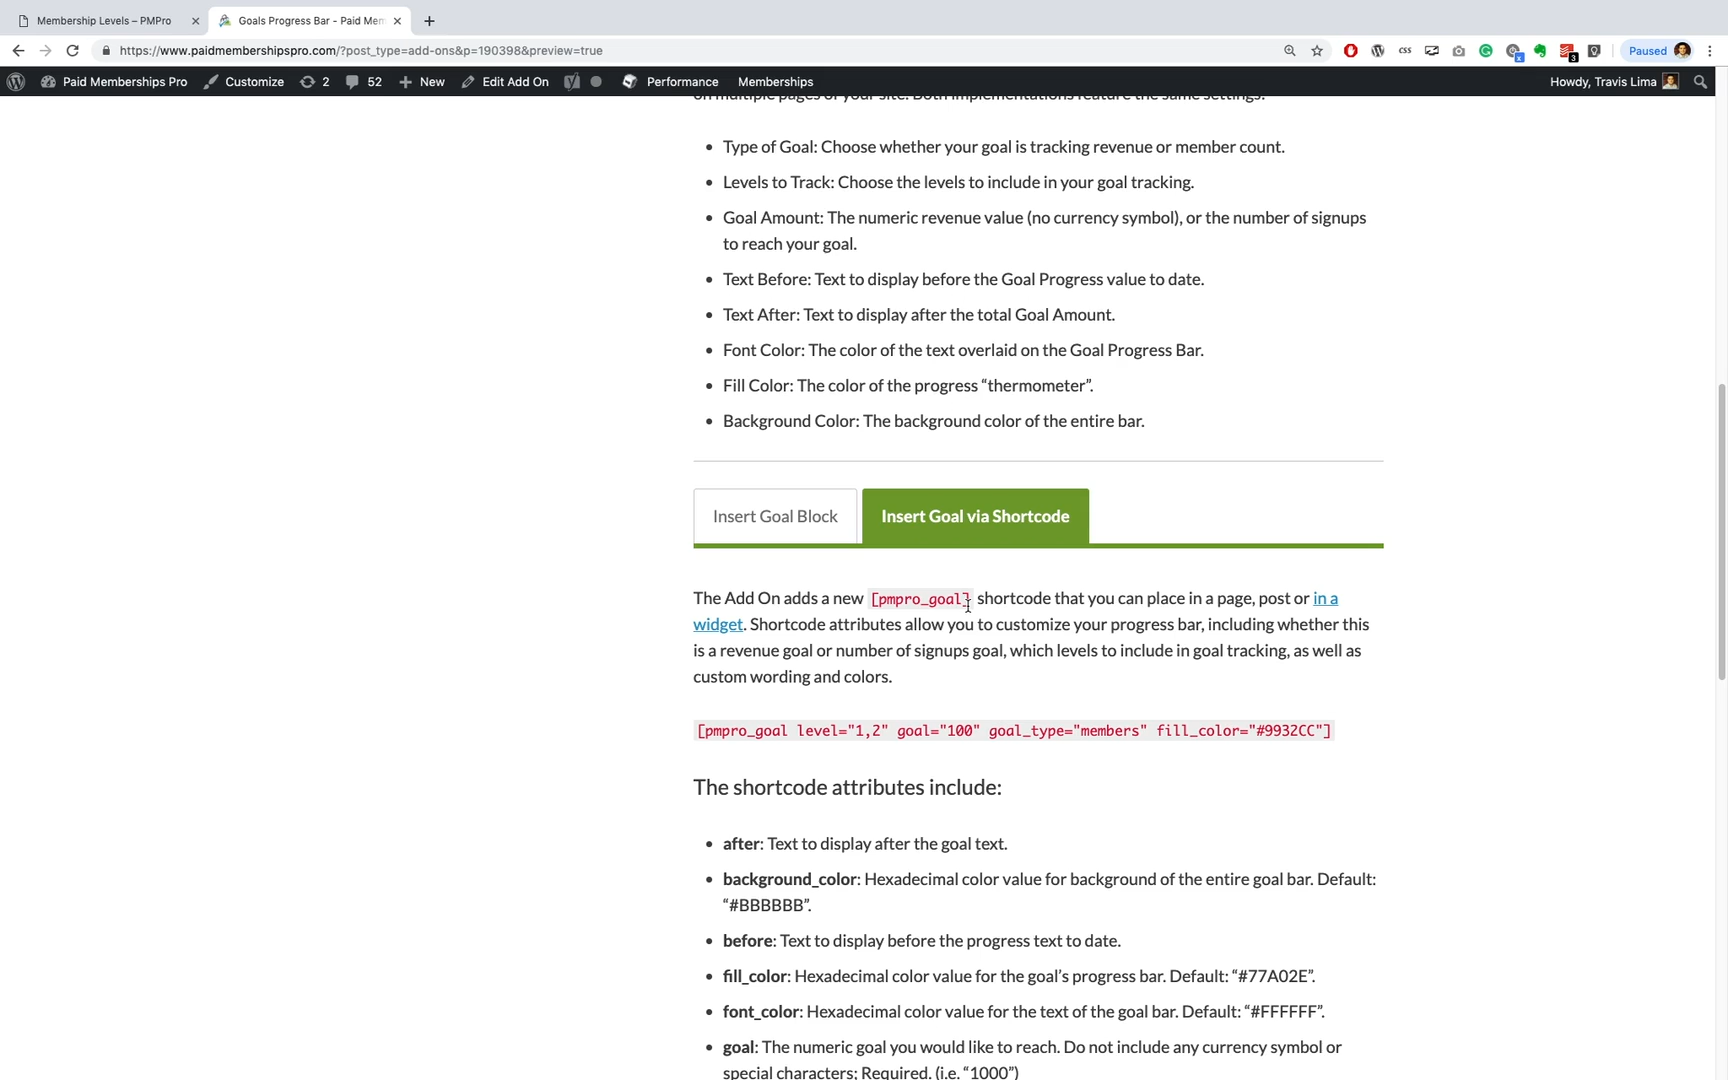 Membership Levels – PMPro
Goals Progress Bar - Paid Mem
https://www.paidmembershipspro.com/?post_type=add-ons&p=190398&preview=true
css
3
Paused
Paid Memberships Pro
Customize
2
52
New
Edit Add On
Performance
Memberships
Howdy, Travis Lima
on multiple pages of your site. Both implementations feature the same settings:
Type of Goal: Choose whether your goal is tracking revenue or member count.
Levels to Track: Choose the levels to include in your goal tracking.
Goal Amount: The numeric revenue value (no currency symbol), or the number of signups
to reach your goal.
Text Before: Text to display before the Goal Progress value to date.
Text After: Text to display after the total Goal Amount.
Font Color: The color of the text overlaid on the Goal Progress Bar.
Fill Color: The color of the progress “thermometer”.
Background Color: The background color of the entire bar.
Insert Goal Block
Insert Goal via Shortcode
The Add On adds a new [pmpro_goal] shortcode that you can place in a page, post or in a
widget. Shortcode attributes allow you to customize your progress bar, including whether this
is a revenue goal or number of signups goal, which levels to include in goal tracking, as well as
custom wording and colors.
[pmpro_goal level="1,2" goal="100" goal_type="members" fill_color="#9932CC"]
The shortcode attributes include:
after: Text to display after the goal text.
background_color: Hexadecimal color value for background of the entire goal bar. Default:
“#BBBBBB”.
before: Text to display before the progress text to date.
fill_color: Hexadecimal color value for the goal’s progress bar. Default: “#77A02E”.
font_color: Hexadecimal color value for the text of the goal bar. Default: “#FFFFFF”.
goal: The numeric goal you would like to reach. Do not include any currency symbol or
special characters; Required. (i.e. “1000”)